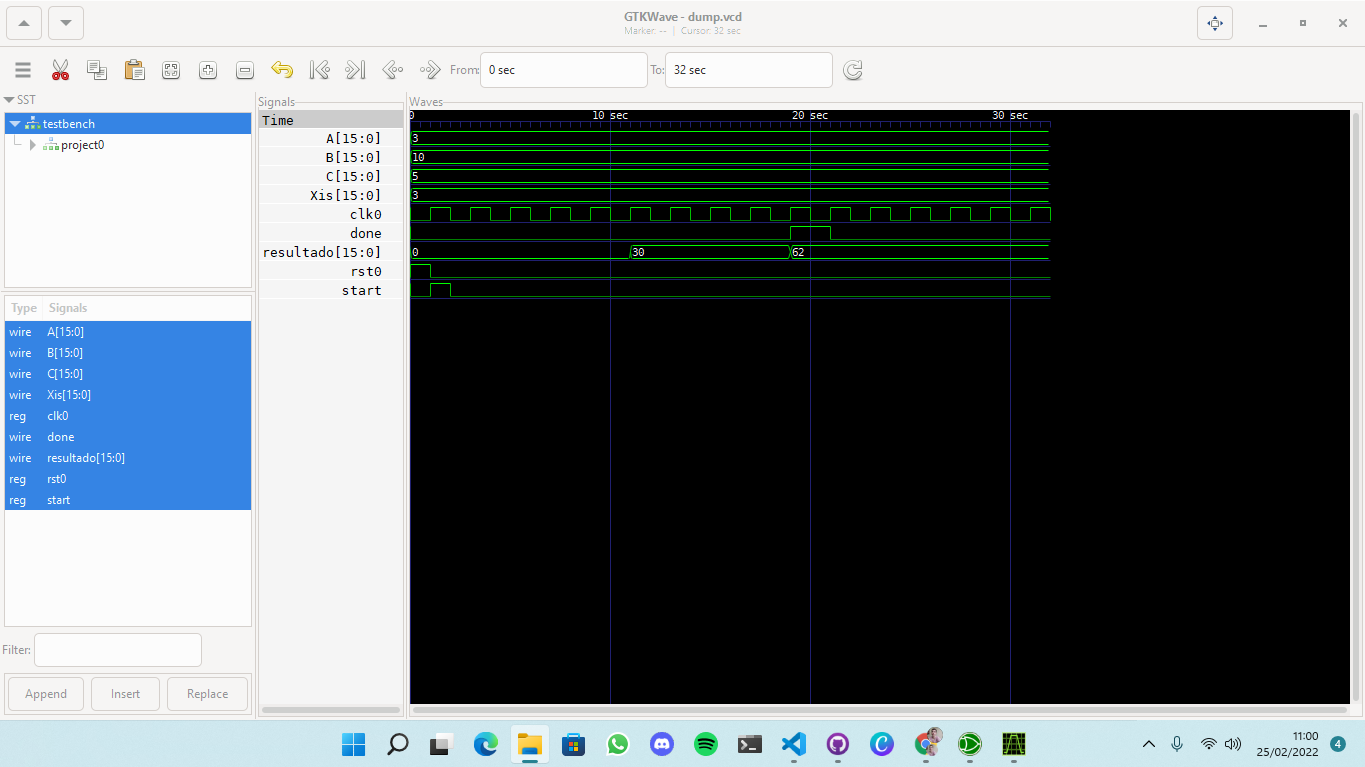 GTKWave - dump.vcd
Marker: -- | Cursor: 32 sec
From: 0 sec To: 32 sec
SST
testbench
project0
Type Signals
wire A[15:0]
wire B[15:0]
wire C[15:0]
wire Xis[15:0]
reg clk0
wire done
wire resultado[15:0]
reg rst0
reg start
Filter:
Append Insert Replace
Signals
Time
A[15:0]
B[15:0]
C[15:0]
Xis[15:0]
clk0
done
resultado[15:0]
rst0
start
Waves
0 10 sec 20 sec 30 sec
3
10
5
3
0 30 62
11:00
25/02/2022
4